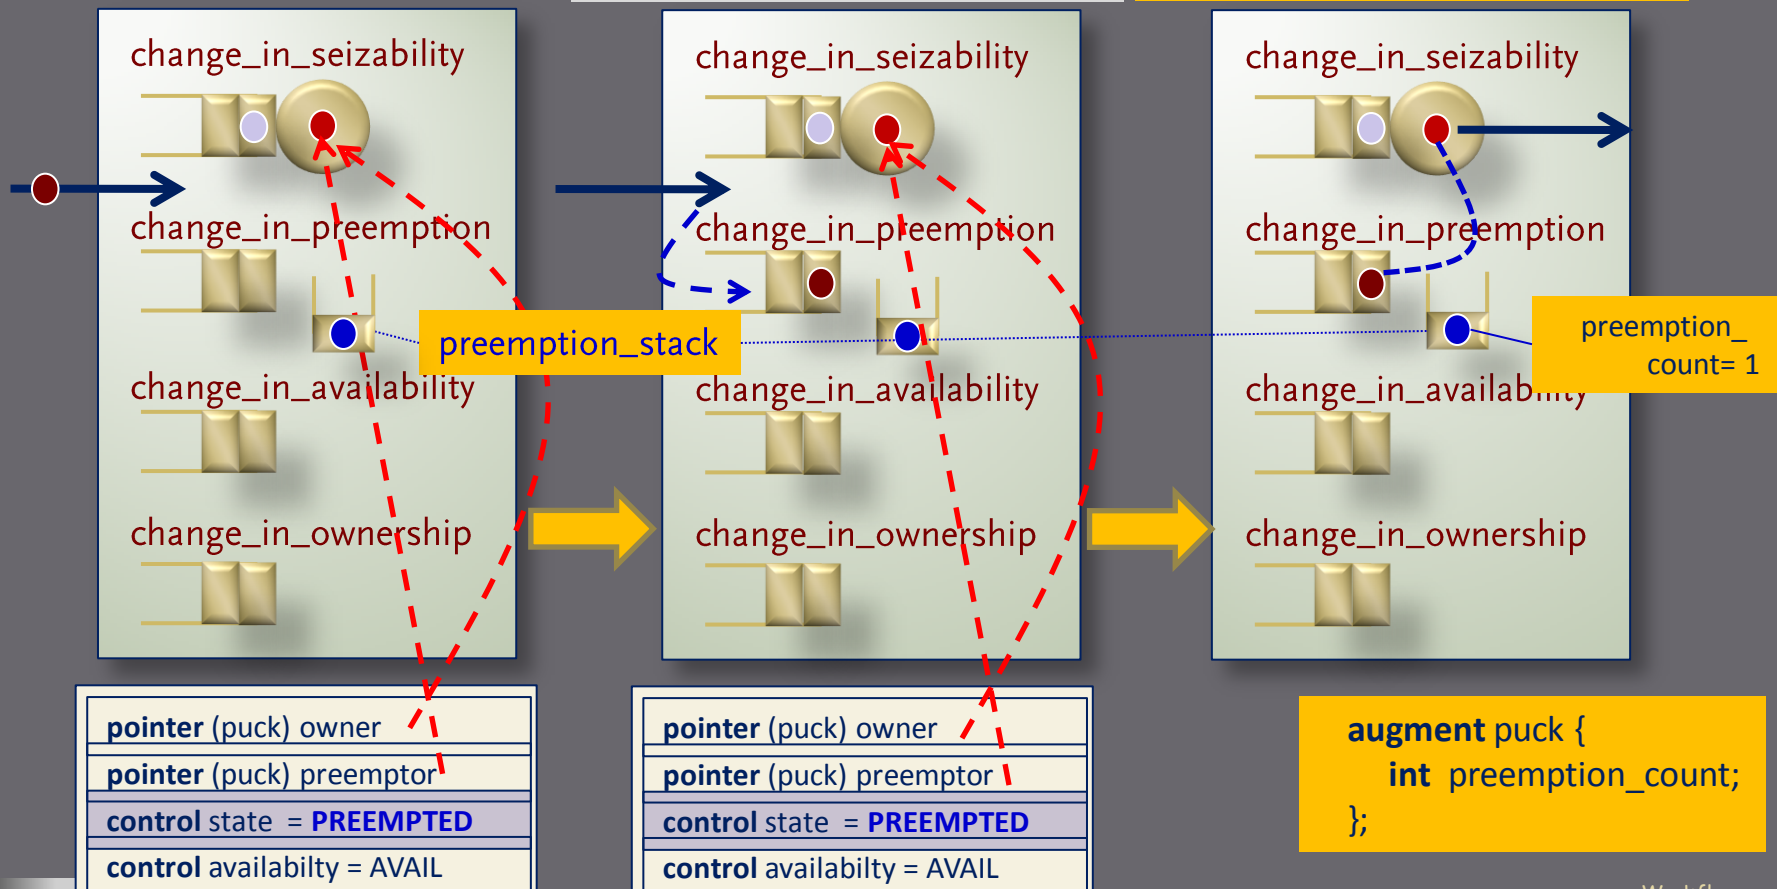 change_in_seizability
change_in_preemption
change_in_availability
change_in_ownership
pointer (puck) owner
pointer (puck) preemptor
control state = PREEMPTED
control availabilty = AVAIL
preemption_stack
change_in_seizability
change_in_preemption
change_in_availability
change_in_ownership
pointer (puck) owner
pointer (puck) preemptor
control state = PREEMPTED
control availabilty = AVAIL
change_in_seizability
change_in_preemption
change_in_availability
change_in_ownership
preemption_
count= 1
augment puck {
int preemption_count;
};